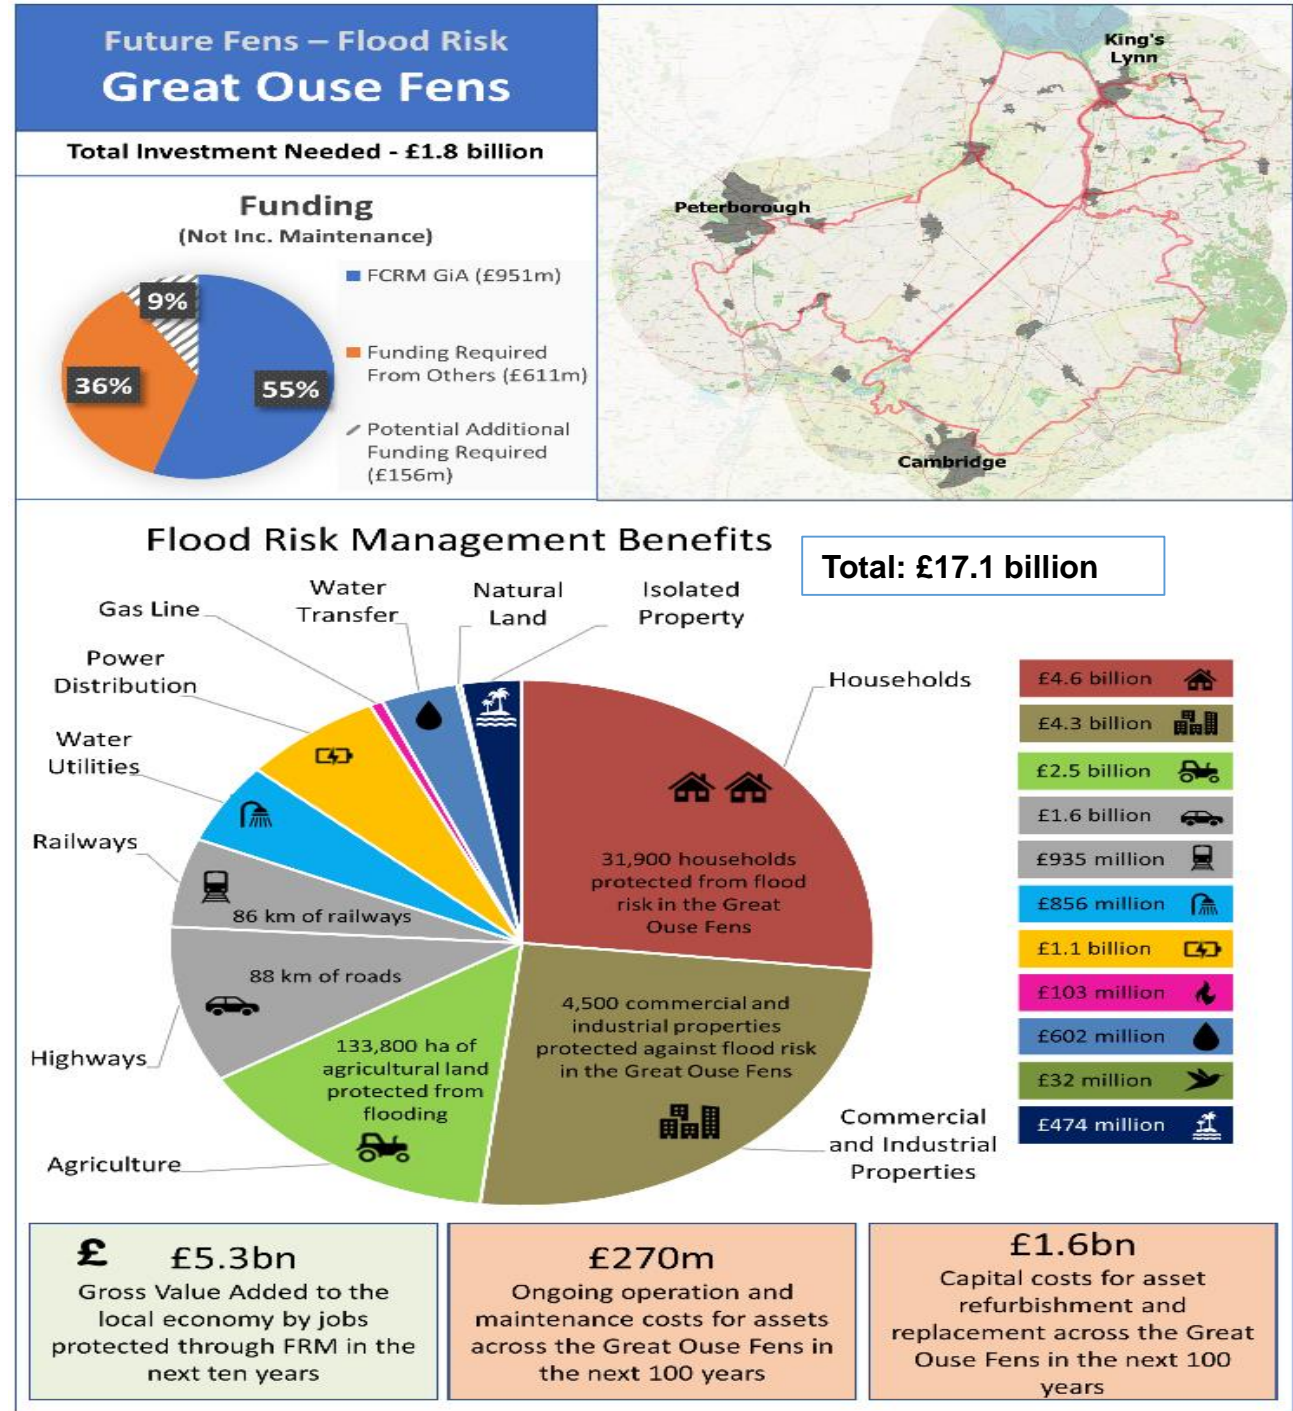 Future Fens – Flood Risk
Great Ouse Fens
Total Investment Needed - £1.8 billion
Funding
(Not Inc. Maintenance)
9%
36%
55%
FCRM GiA (£951m)
Funding Required
From Others (£611m)
Potential Additional
Funding Required
(£156m)
King's
Lynn
Peterborough
Cambridge
Flood Risk Management Benefits
Total: £17.1 billion
Gas Line
Water
Transfer
Natural
Land
Isolated
Property
Power
Distribution
Water
Utilities
Railways
Highways
Agriculture
Households
Commercial
and Industrial
Properties
31,900 households
protected from flood
risk in the Great
Ouse Fens
86 km of railways
88 km of roads
4,500 commercial and
industrial properties
protected against flood risk
in the Great Ouse Fens
133,800 ha of
agricultural land
protected from
flooding
£4.6 billion
£4.3 billion
£2.5 billion
£1.6 billion
£935 million
£856 million
£1.1 billion
£103 million
£602 million
£32 million
£474 million
£ £5.3bn
Gross Value Added to the
local economy by jobs
protected through FRM in the
next ten years
£270m
Ongoing operation and
maintenance costs for assets
across the Great Ouse Fens in
the next 100 years
£1.6bn
Capital costs for asset
refurbishment and
replacement across the Great
Ouse Fens in the next 100
years